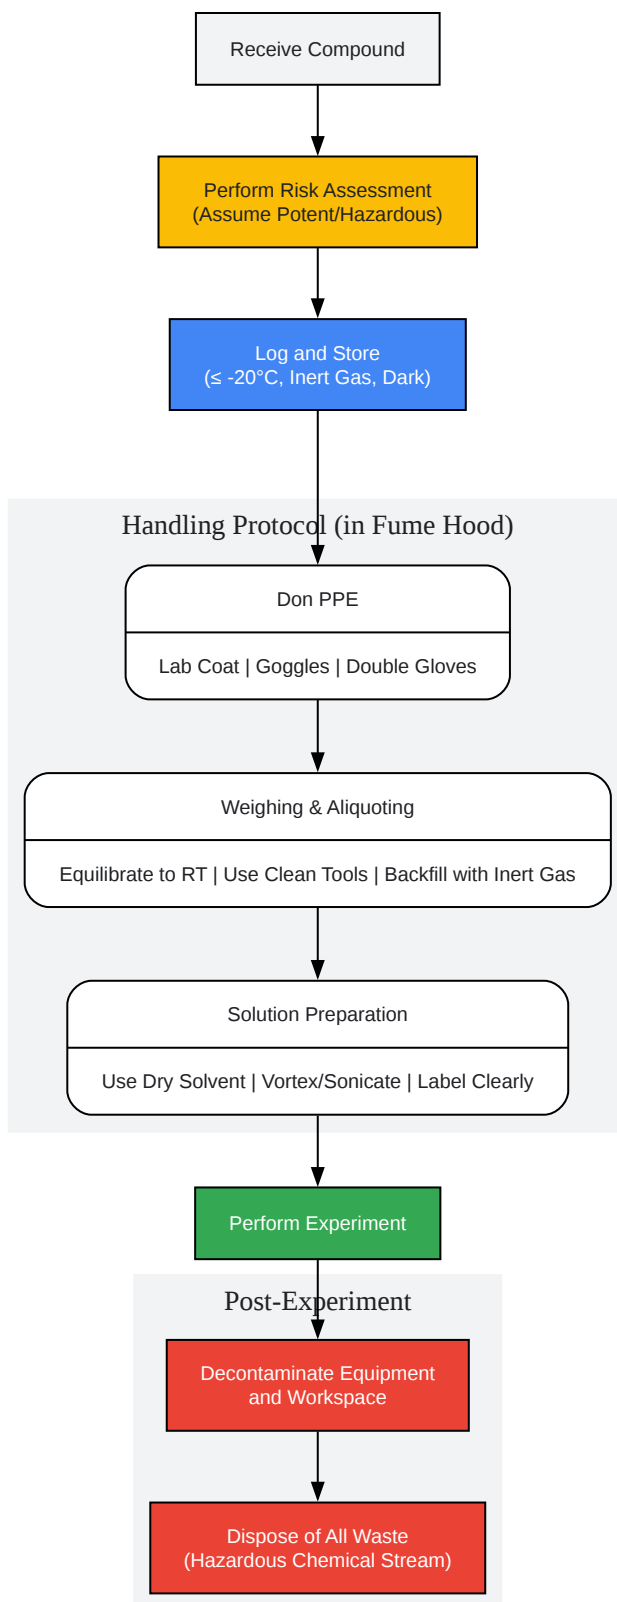 Receive Compound
Perform Risk Assessment
(Assume Potent/Hazardous)
Log and Store
(≤ -20°C, Inert Gas, Dark)
Handling Protocol (in Fume Hood)
Don PPE
Lab Coat | Goggles | Double Gloves
Weighing & Aliquoting
Equilibrate to RT | Use Clean Tools | Backfill with Inert Gas
Solution Preparation
Use Dry Solvent | Vortex/Sonicate | Label Clearly
Perform Experiment
Post-Experiment
Decontaminate Equipment
and Workspace
Dispose of All Waste
(Hazardous Chemical Stream)